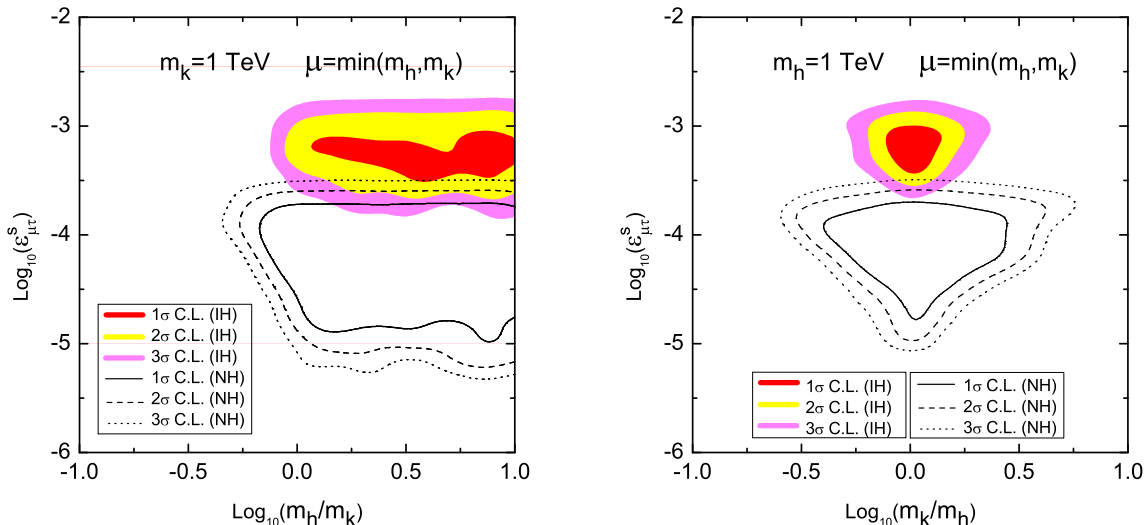 m_k=1 TeV μ=min(m_h,m_k)
Log₁₀(ε^s_μτ)
-2
-3
-4
-5
-6
1σ C.L. (IH)
2σ C.L. (IH)
3σ C.L. (IH)
1σ C.L. (NH)
2σ C.L. (NH)
3σ C.L. (NH)
-1.0 -0.5 0.0 0.5 1.0
Log₁₀(m_h/m_k)
m_h=1 TeV μ=min(m_h,m_k)
Log₁₀(ε^s_μτ)
-2
-3
-4
-5
-6
1σ C.L. (IH)
2σ C.L. (IH)
3σ C.L. (IH)
1σ C.L. (NH)
2σ C.L. (NH)
3σ C.L. (NH)
-1.0 -0.5 0.0 0.5 1.0
Log₁₀(m_k/m_h)